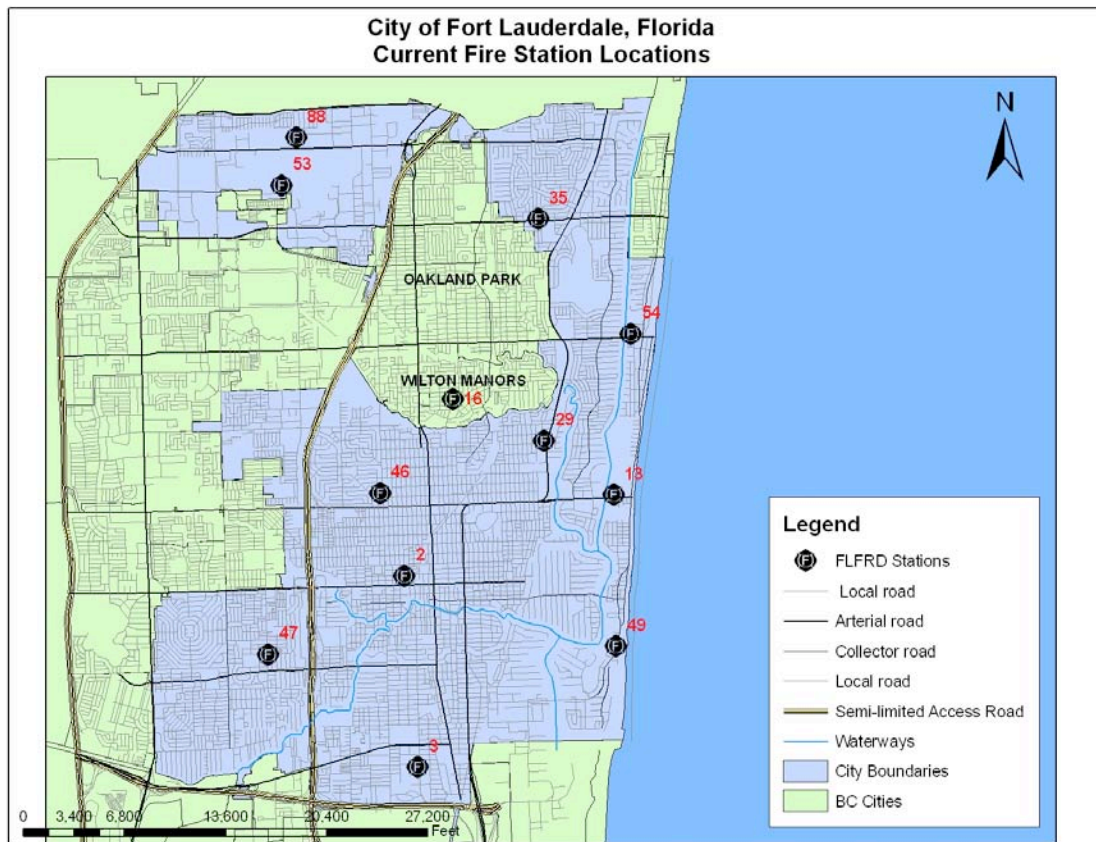 City of Fort Lauderdale, Florida
Current Fire Station Locations
N
88
53
35
OAKLAND PARK
54
WILTON MANORS
16
29
46
13
2
49
47
3
Legend
FLFRD Stations
Local road
Arterial road
Collector road
Local road
Semi-limited Access Road
Waterways
City Boundaries
BC Cities
0 3,400 6,800 13,600 20,400 27,200
Feet
F
F
F
F
F
F
F
F
F
F
F
F
F